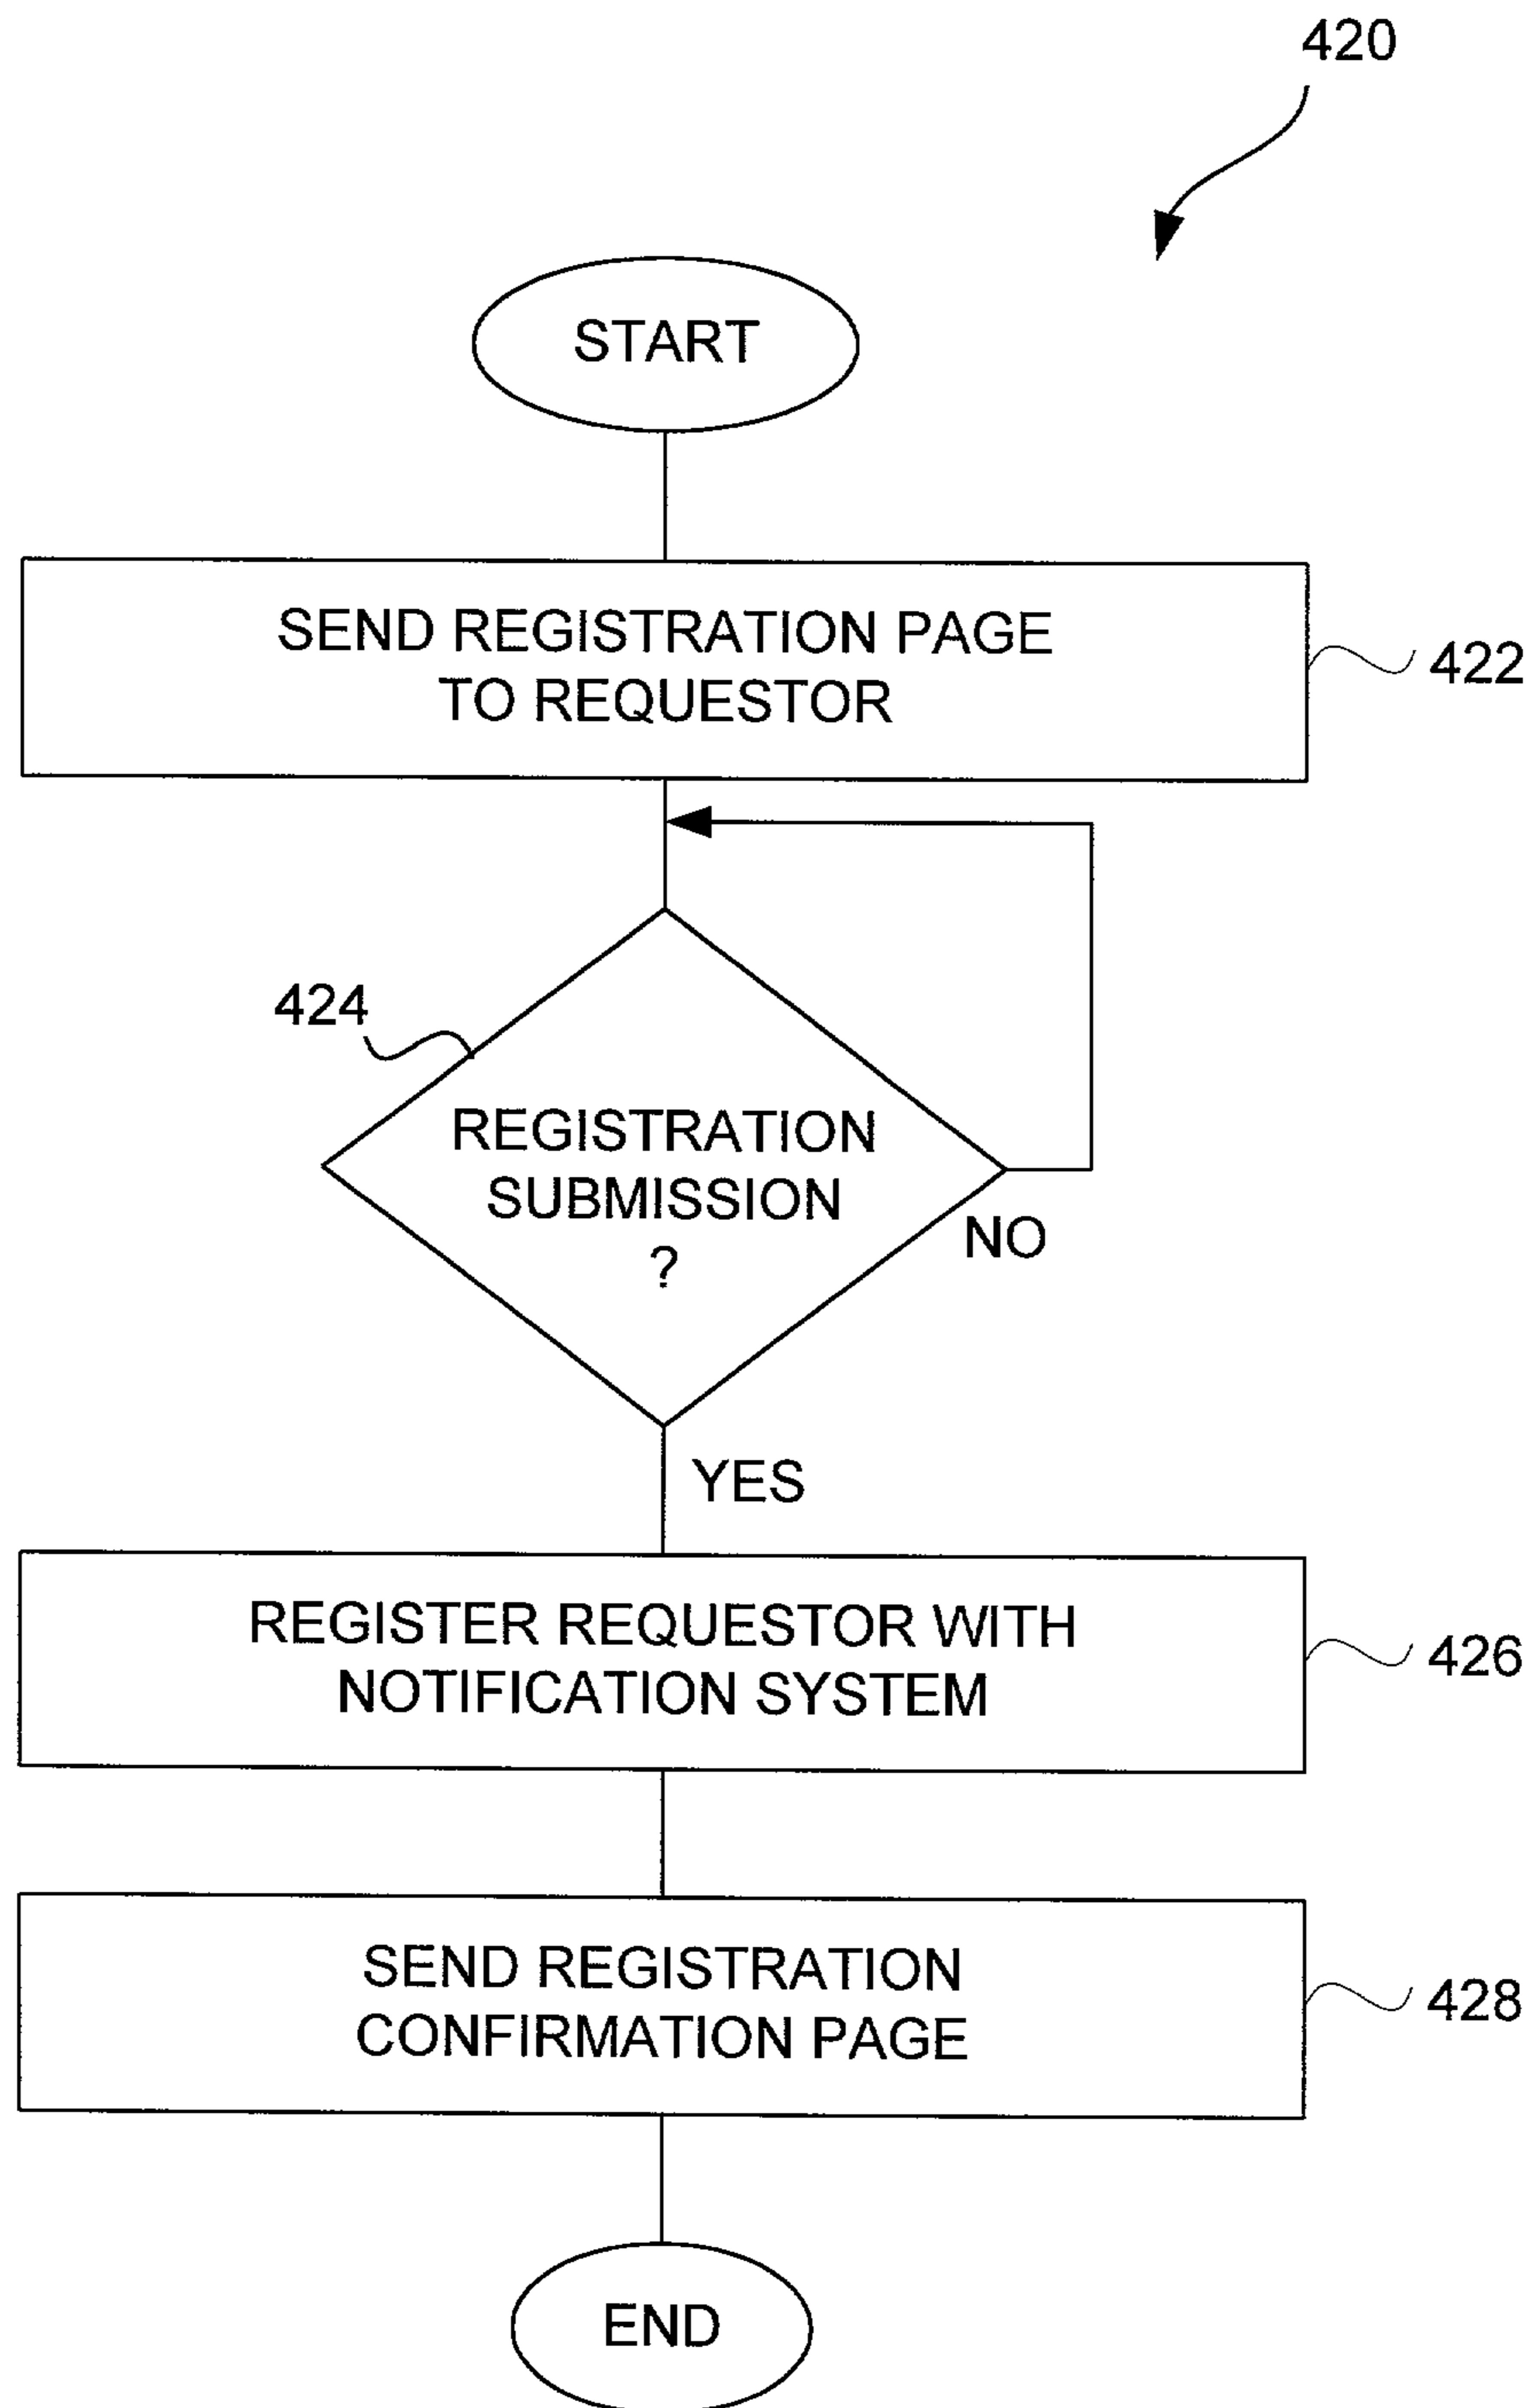 420
START
SEND REGISTRATION PAGE
TO REQUESTOR
422
424
REGISTRATION
SUBMISSION
?
NO
YES
REGISTER REQUESTOR WITH
NOTIFICATION SYSTEM
426
SEND REGISTRATION
CONFIRMATION PAGE
428
END